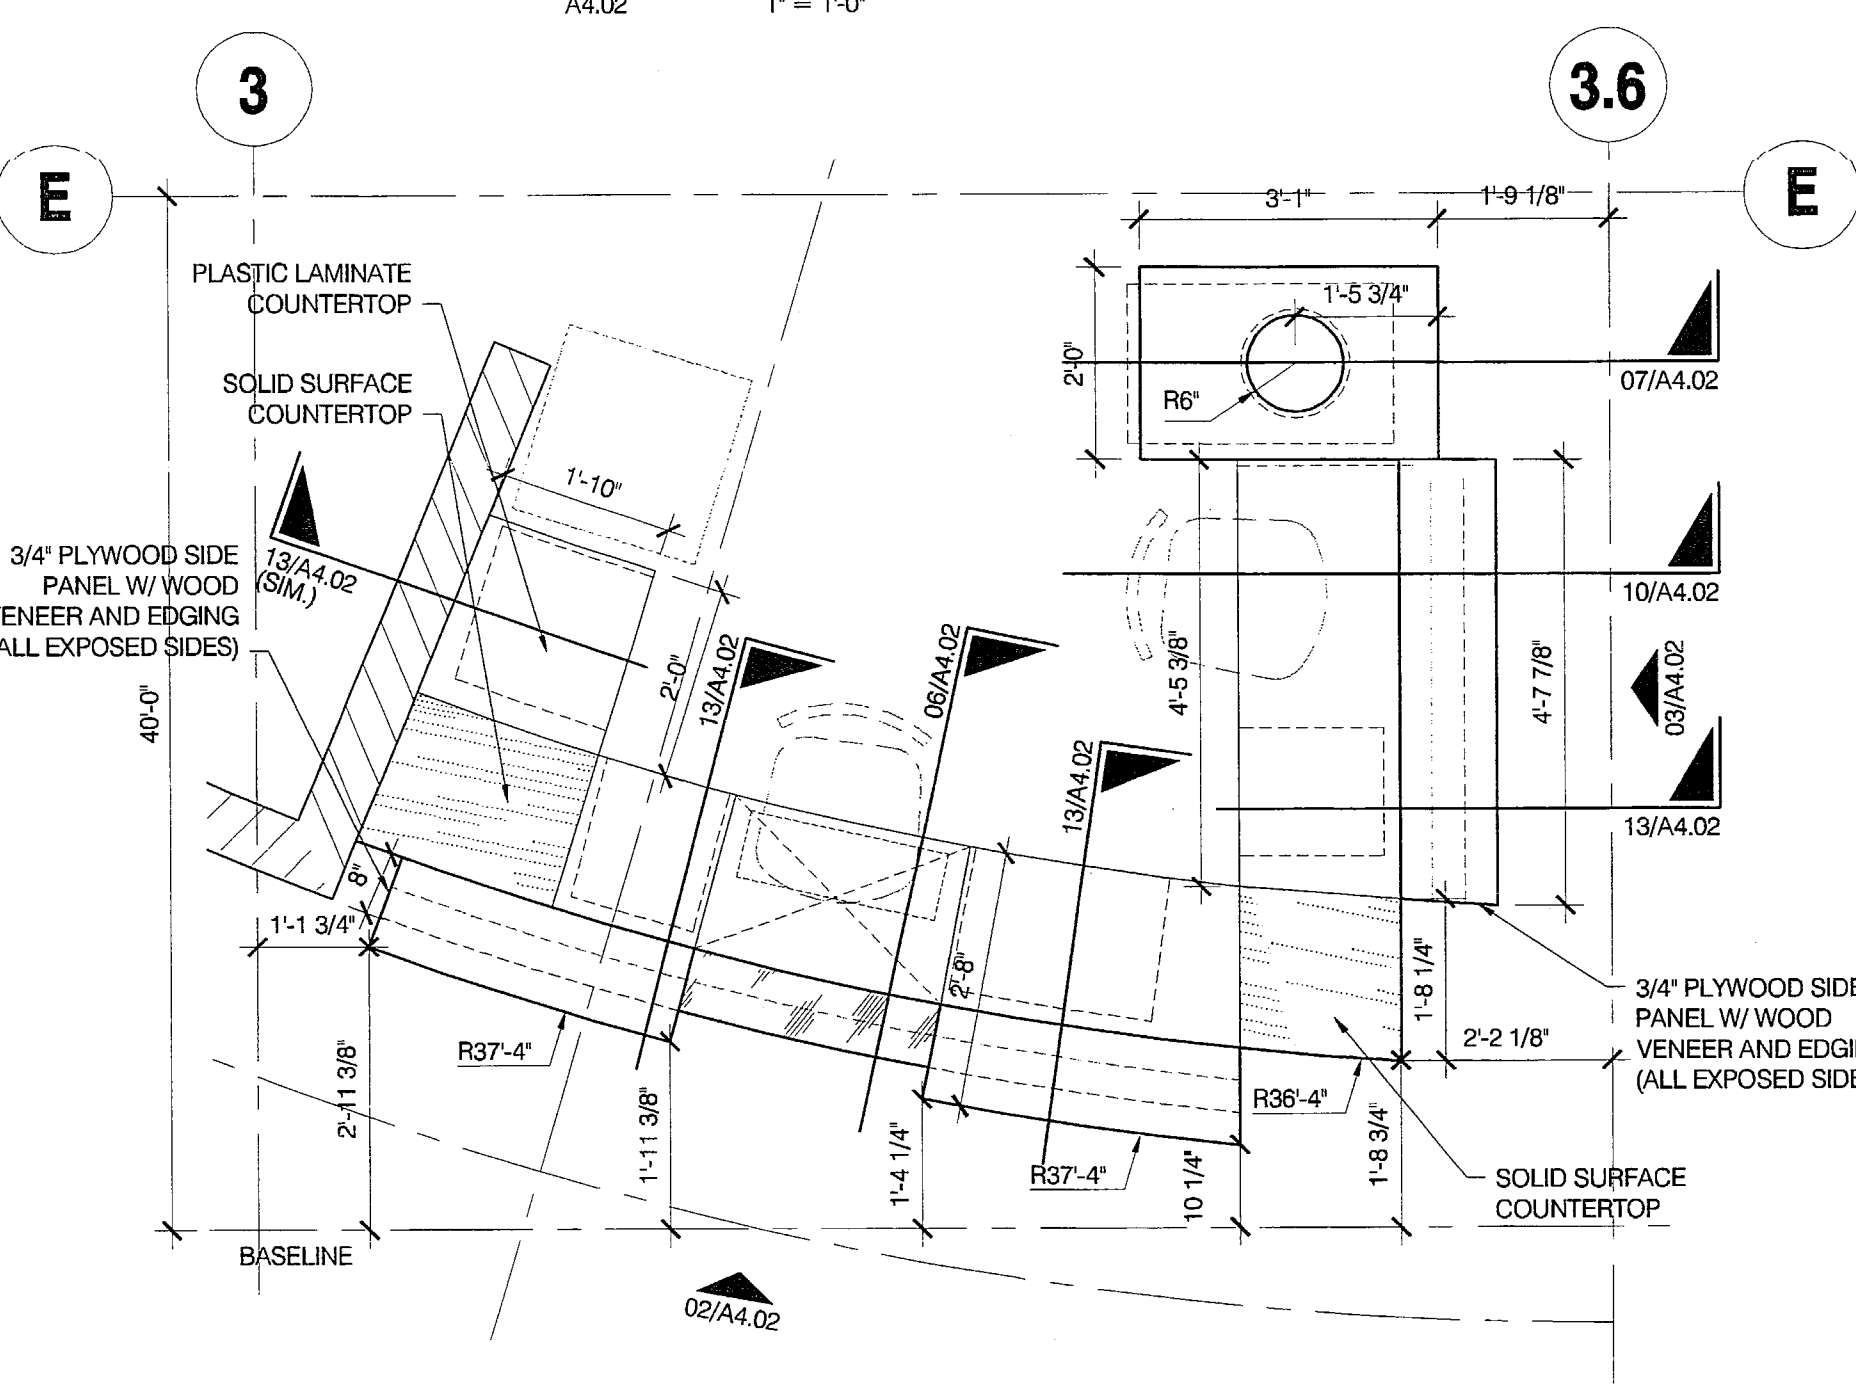 A4.02 1" = 1'-0"
3
3.6
E
E
3'-1"
1'-9 1/8"
PLASTIC LAMINATE
COUNTERTOP
1'-5 3/4"
2'-0"
07/A4.02
SOLID SURFACE
COUNTERTOP
R6"
1'-10"
3/4" PLYWOOD SIDE
PANEL W/ WOOD
VENEER AND EDGING
(ALL EXPOSED SIDES)
13/A4.02
(SIM.)
10/A4.02
40'-0"
2'-0"
13/A4.02
06/A4.02
4'-5 3/8"
4'-7 7/8"
03/A4.02
13/A4.02
13/A4.02
8"
1'-1 3/4"
2'-8"
1'-8 1/4"
3/4" PLYWOOD SIDE
PANEL W/ WOOD
VENEER AND EDGI
(ALL EXPOSED SIDE
2'-2 1/8"
R37'-4"
R36'-4"
2'-11 3/8"
1'-11 3/8"
1'-4 1/4"
R37'-4"
10 1/4"
1'-8 3/4"
SOLID SURFACE
COUNTERTOP
BASELINE
02/A4.02